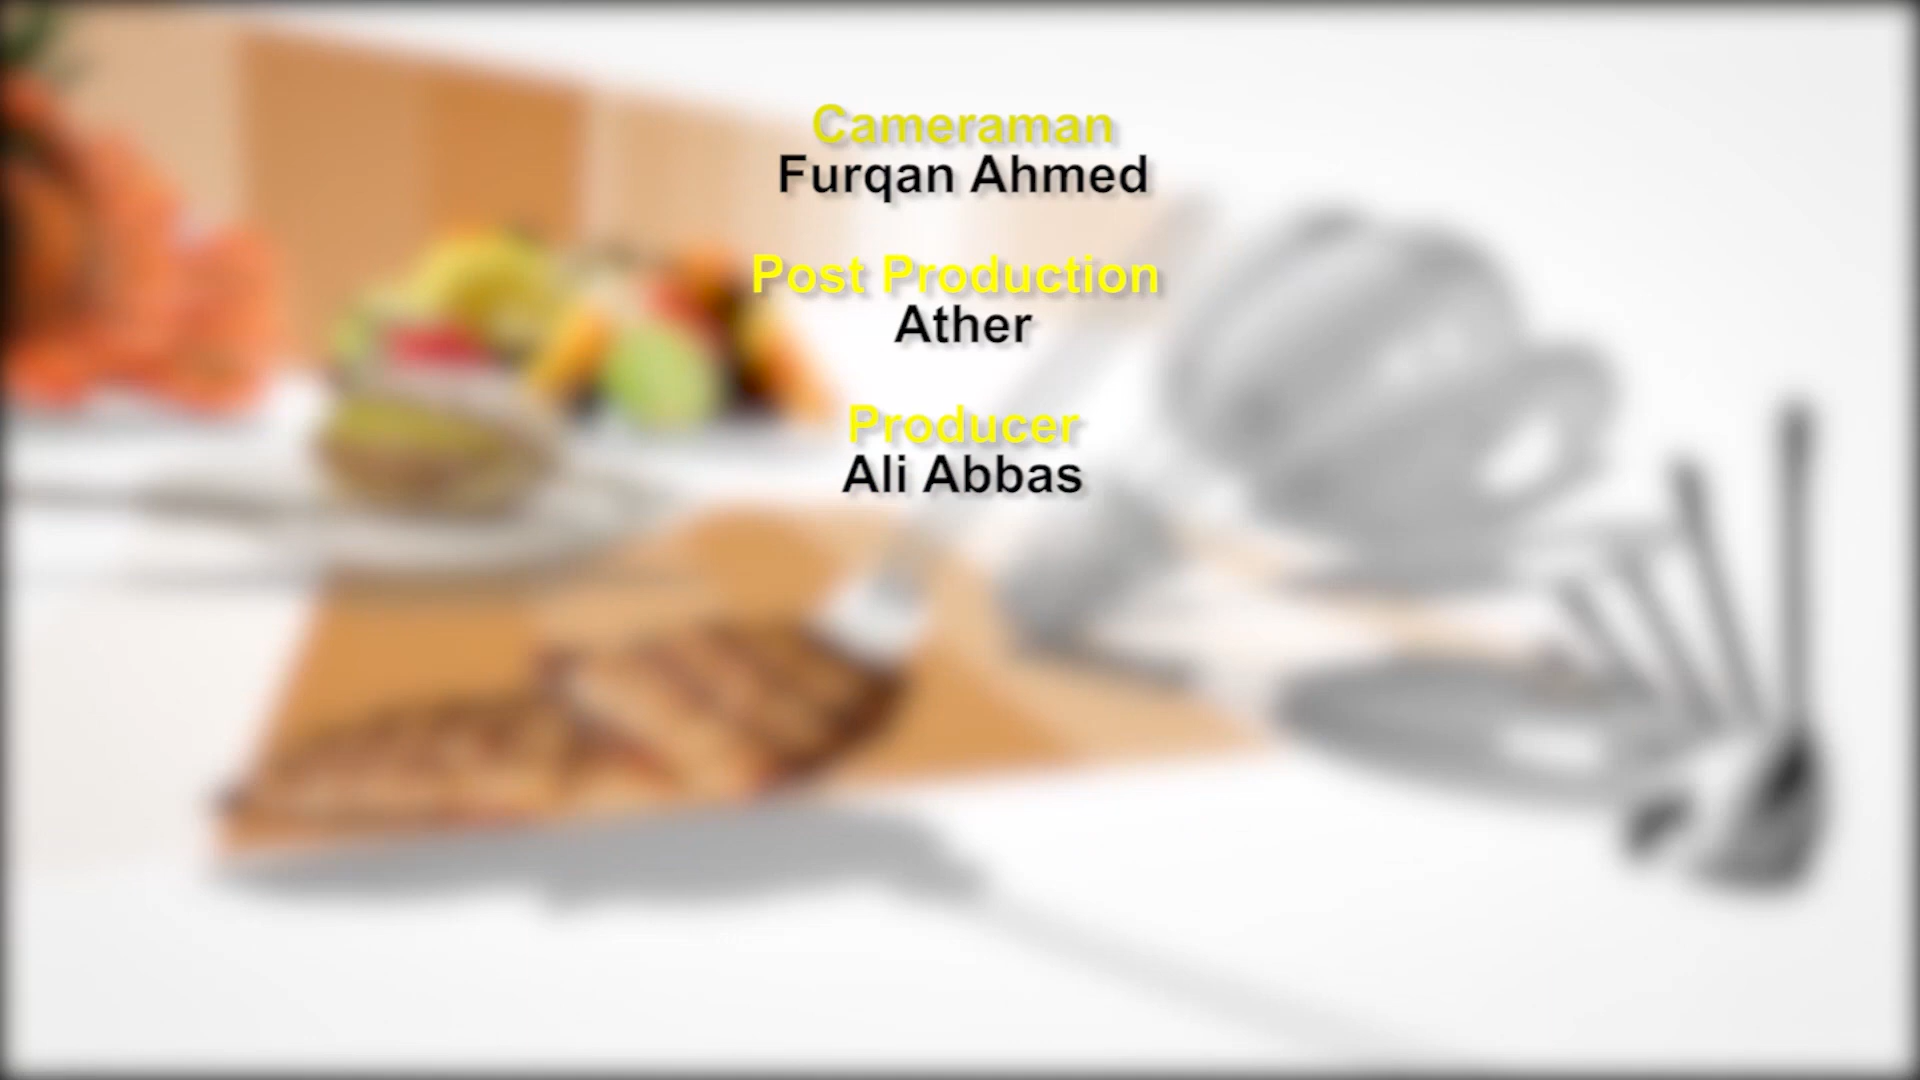 Cameraman
Furqan Ahmed
Post Production
Ather
Producer
Ali Abbas